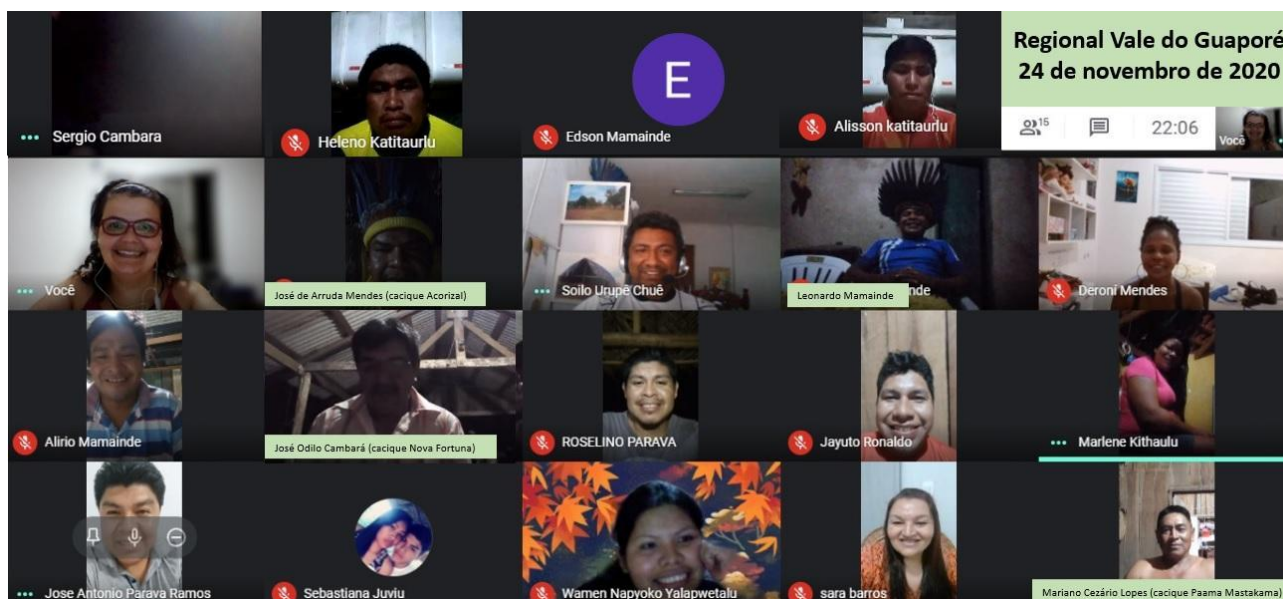 Sergio Cambara
Heleno Katitaurlu
E
Edson Mamainde
Alisson katitaurlu
Regional Vale do Guaporé
24 de novembro de 2020
15
22:06
Você
Você
José de Arruda Mendes (cacique Acorizal)
Soilo Urupê Chuê
Leonardo Mamainde
nde
Deroni Mendes
Alirio Mamainde
José Odilo Cambará (cacique Nova Fortuna)
ROSELINO PARAVA
Jayuto Ronaldo
Marlene Kithaulu
Jose Antonio Parava Ramos
Sebastiana Juviu
Wamen Napyoko Yalapwetalu
sara barros
Mariano Cezário Lopes (cacique Paama Mastakama)